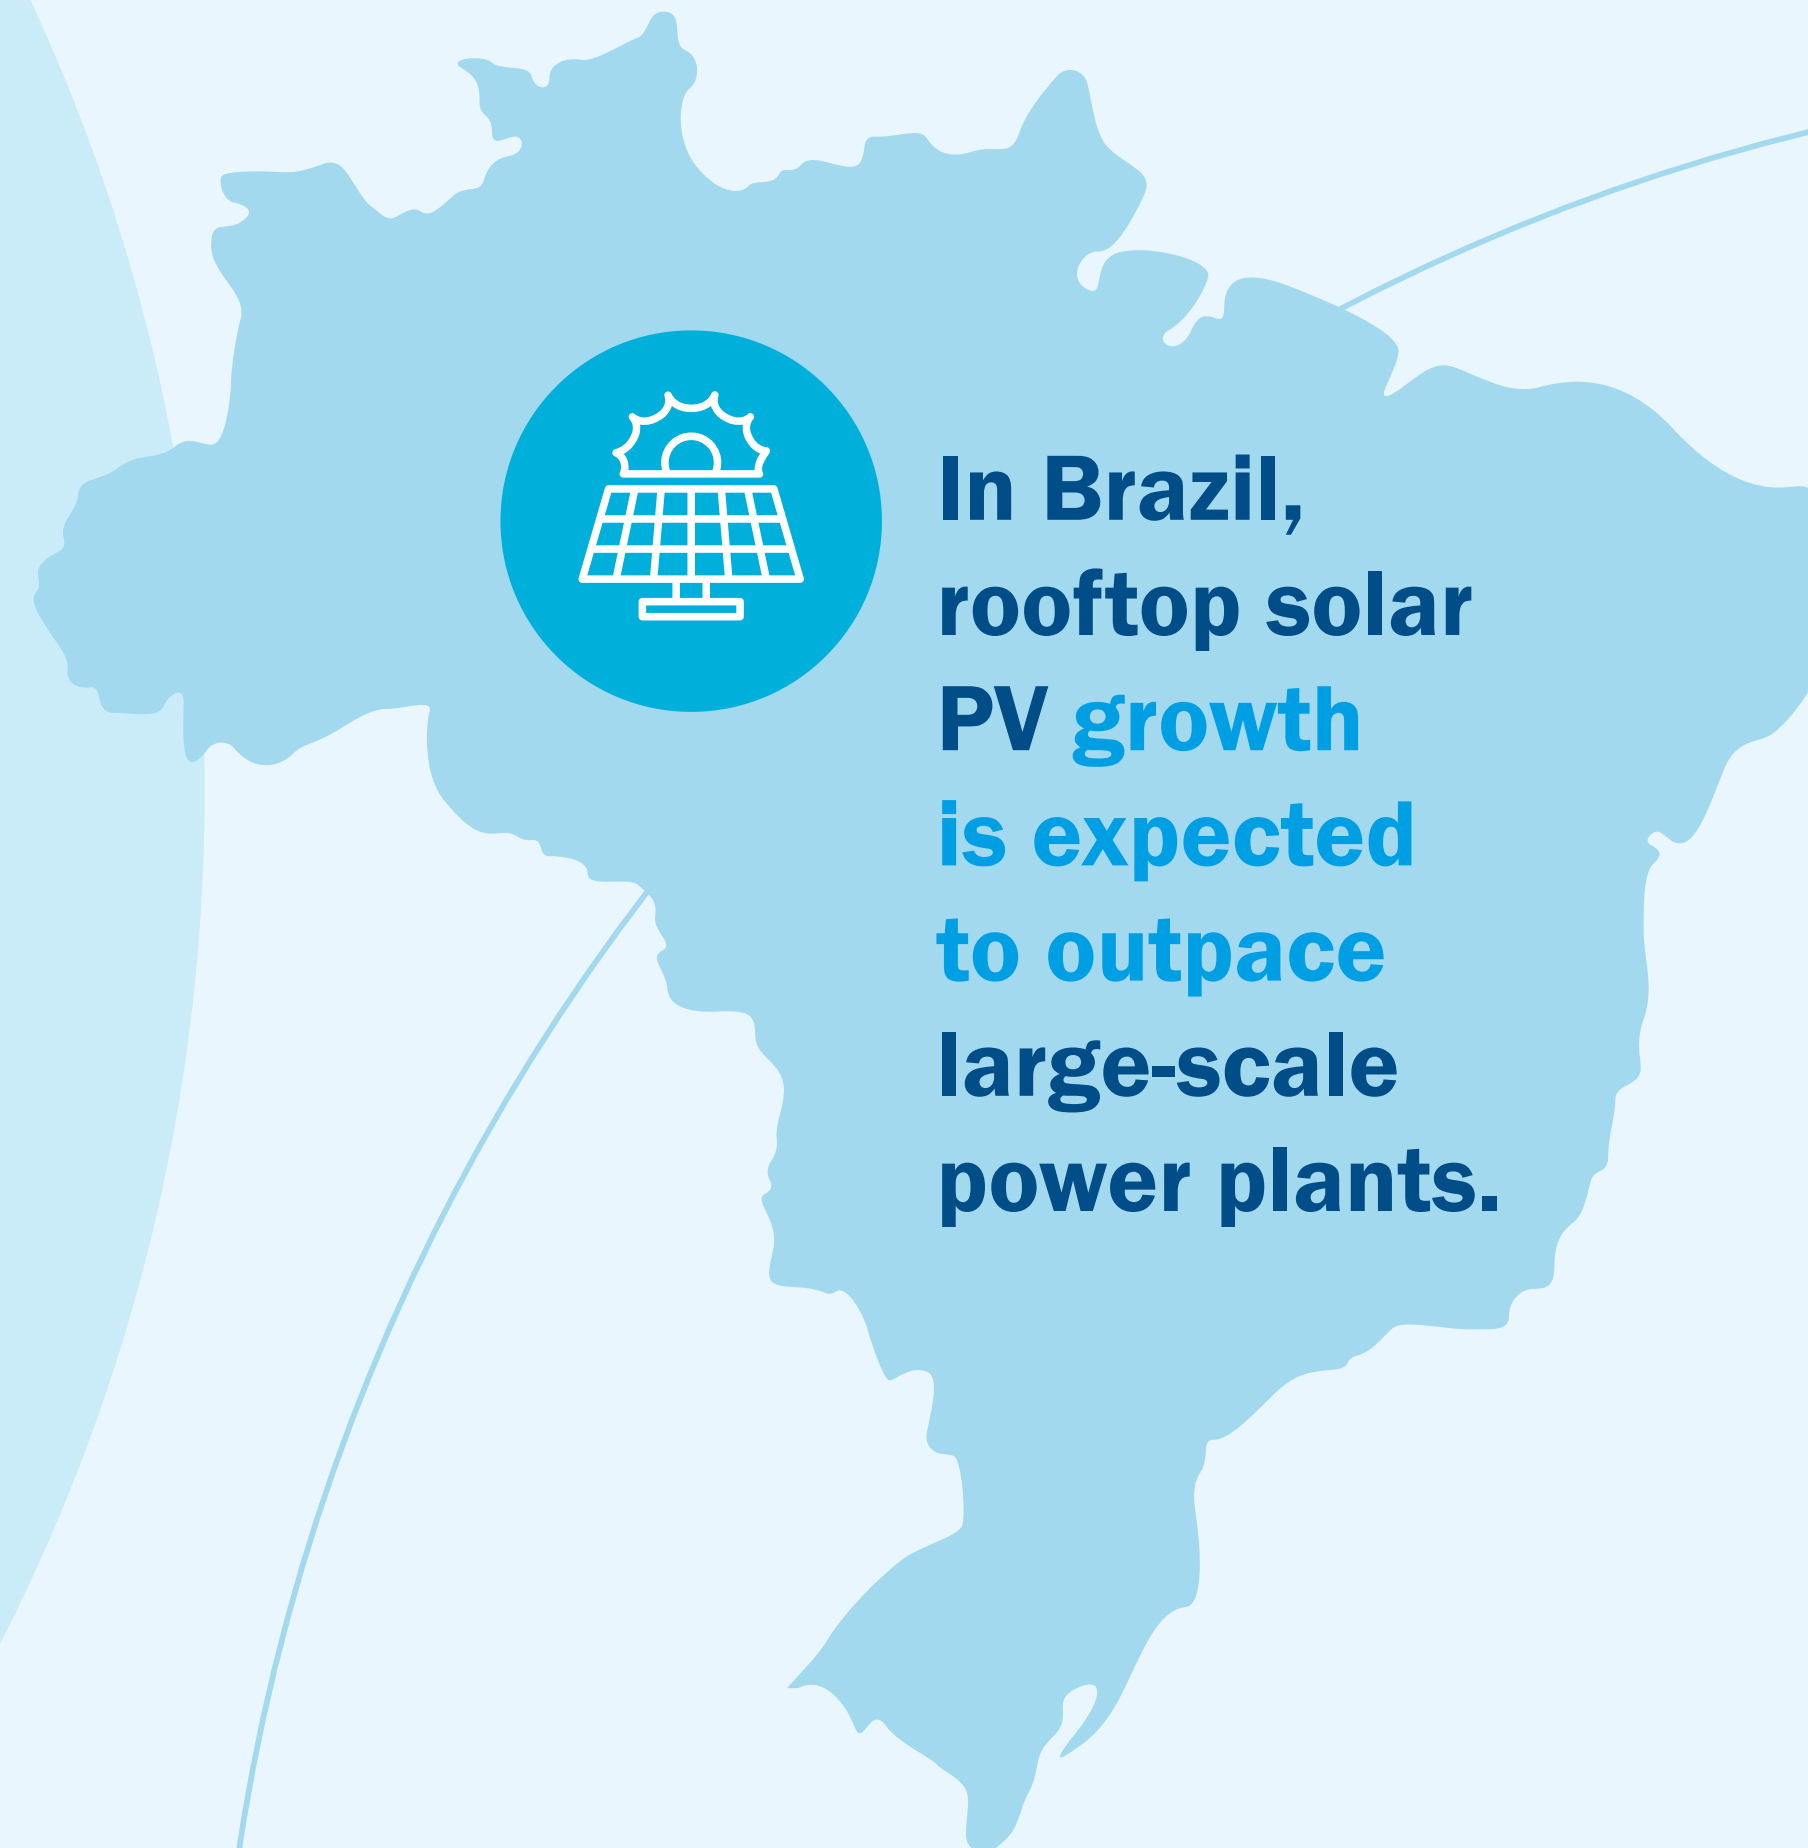 In Brazil,
rooftop solar
PV growth
is expected
to outpace
large-scale
power plants.